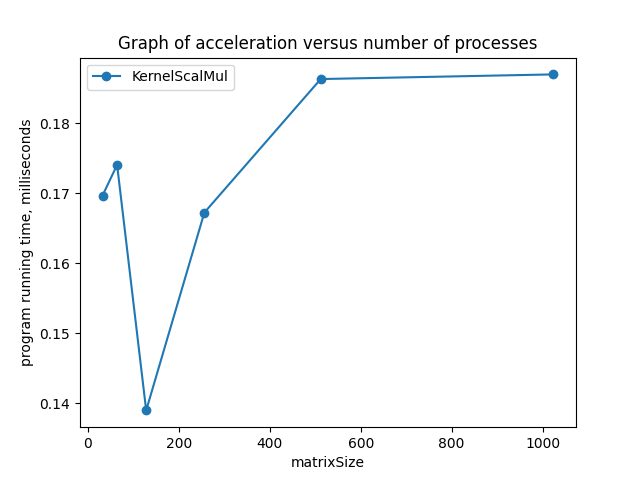 Graph of acceleration versus number of processes
KernelScalMul
program running time, milliseconds
0.18
0.17
0.16
0.15
0.14
0 200 400 600 800 1000
matrixSize